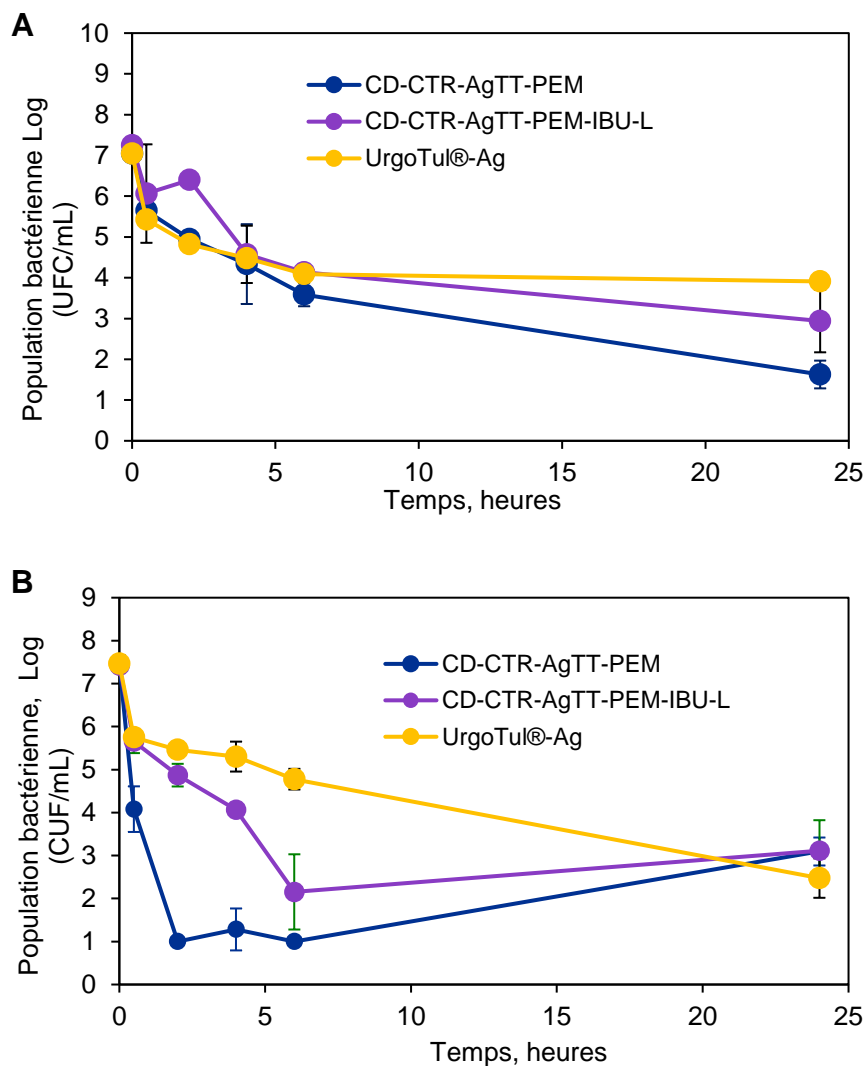 A
10
9
8
7
6
5
4
3
2
1
0
Population bactérienne Log
(UFC/mL)
CD-CTR-AgTT-PEM
CD-CTR-AgTT-PEM-IBU-L
UrgoTul®-Ag
0 5 10 15 20 25
Temps, heures
B
9
8
7
6
5
4
3
2
1
0
Population bactérienne, Log
(CUF/mL)
CD-CTR-AgTT-PEM
CD-CTR-AgTT-PEM-IBU-L
UrgoTul®-Ag
0 5 10 15 20 25
Temps, heures